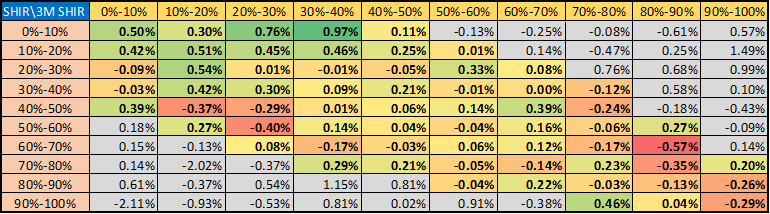 SHIR\3M SHIR 0%-10% 10%-20% 20%-30% 30%-40% 40%-50% 50%-60% 60%-70% 70%-80% 80%-90% 90%-100%
0%-10% 0.50% 0.30% 0.76% 0.97% 0.11% -0.13% -0.25% -0.08% -0.61% 0.57%
10%-20% 0.42% 0.51% 0.45% 0.46% 0.25% 0.01% 0.14% -0.47% 0.25% 1.49%
20%-30% -0.09% 0.54% 0.01% -0.01% -0.05% 0.33% 0.08% 0.76% 0.68% 0.99%
30%-40% -0.03% 0.42% 0.30% 0.09% 0.21% -0.01% 0.00% -0.12% 0.58% 0.10%
40%-50% 0.39% -0.37% -0.29% 0.01% 0.06% 0.14% 0.39% -0.24% -0.18% -0.43%
50%-60% 0.18% 0.27% -0.40% 0.14% 0.04% -0.04% 0.16% -0.06% 0.27% -0.09%
60%-70% 0.15% -0.13% 0.08% -0.17% -0.03% 0.06% 0.12% -0.17% -0.57% 0.14%
70%-80% 0.14% -2.02% -0.37% 0.29% 0.21% -0.05% -0.14% 0.23% -0.35% 0.20%
80%-90% 0.61% -0.37% 0.54% 1.15% 0.81% -0.04% 0.22% -0.03% -0.13% -0.26%
90%-100% -2.11% -0.93% -0.53% 0.81% 0.02% 0.91% -0.38% 0.46% 0.04% -0.29%